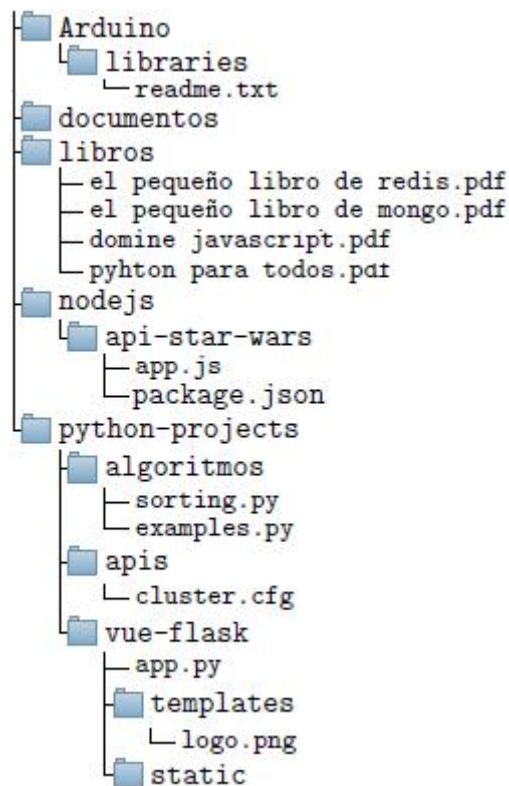 Arduino
libraries
readme.txt
documentos
libros
el pequeño libro de redis.pdf
el pequeño libro de mongo.pdf
domine javascript.pdf
pyhton para todos.pdf
nodejs
api-star-wars
app.js
package.json
python-projects
algoritmos
sorting.py
examples.py
apis
cluster.cfg
vue-flask
app.py
templates
logo.png
static